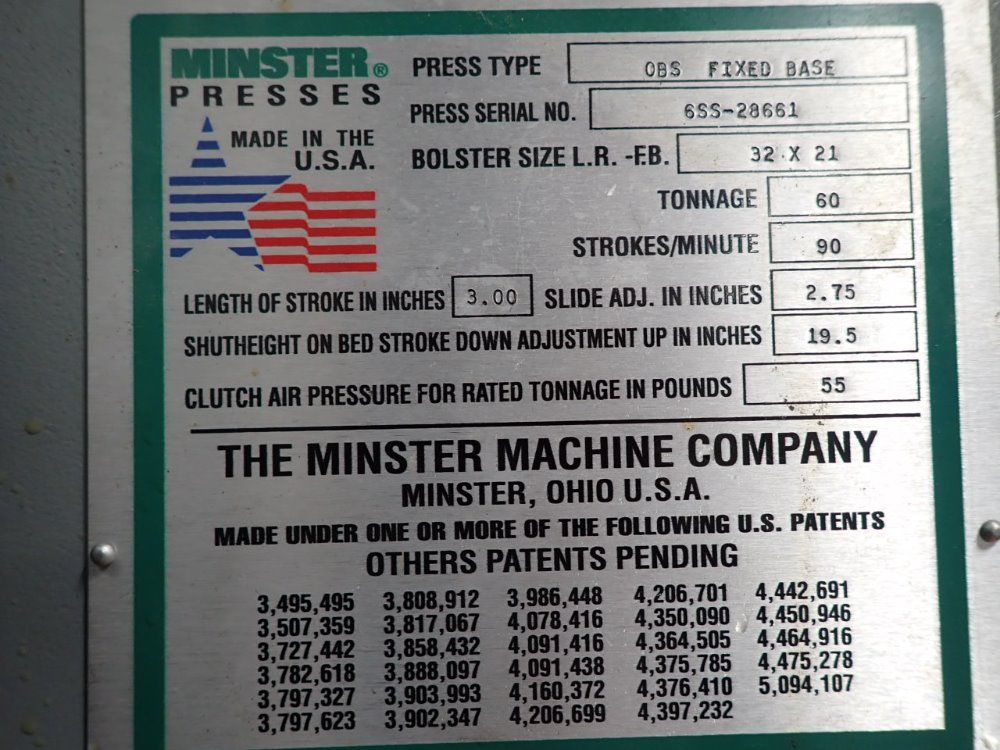 MINSTER® PRESS TYPE OBS FIXED BASE
PRESSES
PRESS SERIAL NO. 6SS-28661
MADE IN THE
U.S.A.
BOLSTER SIZE L.R. -F.B. 32 X 21
TONNAGE 60
STROKES/MINUTE 90
LENGTH OF STROKE IN INCHES 3.00 SLIDE ADJ. IN INCHES 2.75
SHUTHEIGHT ON BED STROKE DOWN ADJUSTMENT UP IN INCHES 19.5
CLUTCH AIR PRESSURE FOR RATED TONNAGE IN POUNDS 55
THE MINSTER MACHINE COMPANY
MINSTER, OHIO U.S.A.
MADE UNDER ONE OR MORE OF THE FOLLOWING U.S. PATENTS
OTHERS PATENTS PENDING
3,495,495 3,808,912 3,986,448 4,206,701 4,442,691
3,507,359 3,817,067 4,078,416 4,350,090 4,450,946
3,727,442 3,858,432 4,091,416 4,364,505 4,464,916
3,782,618 3,888,097 4,091,438 4,375,785 4,475,278
3,797,327 3,903,993 4,160,372 4,376,410 5,094,107
3,797,623 3,902,347 4,206,699 4,397,232